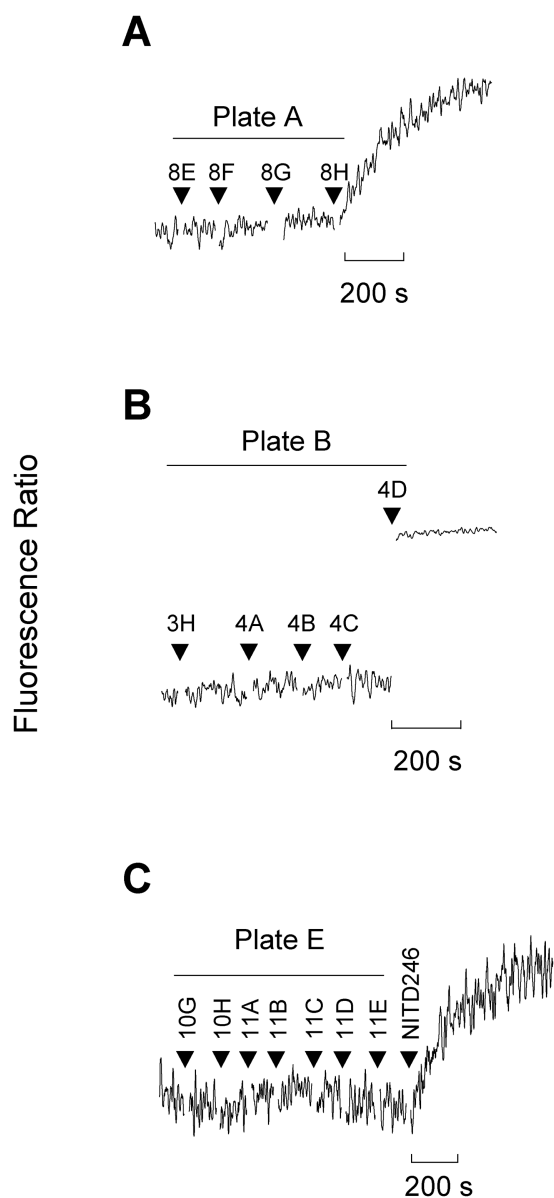 A
Plate A
8E 8F 8G 8H
200 s
B
Plate B
4D
3H 4A 4B 4C
200 s
Fluorescence Ratio
C
Plate E
10G 10H 11A 11B 11C 11D 11E NITD246
200 s